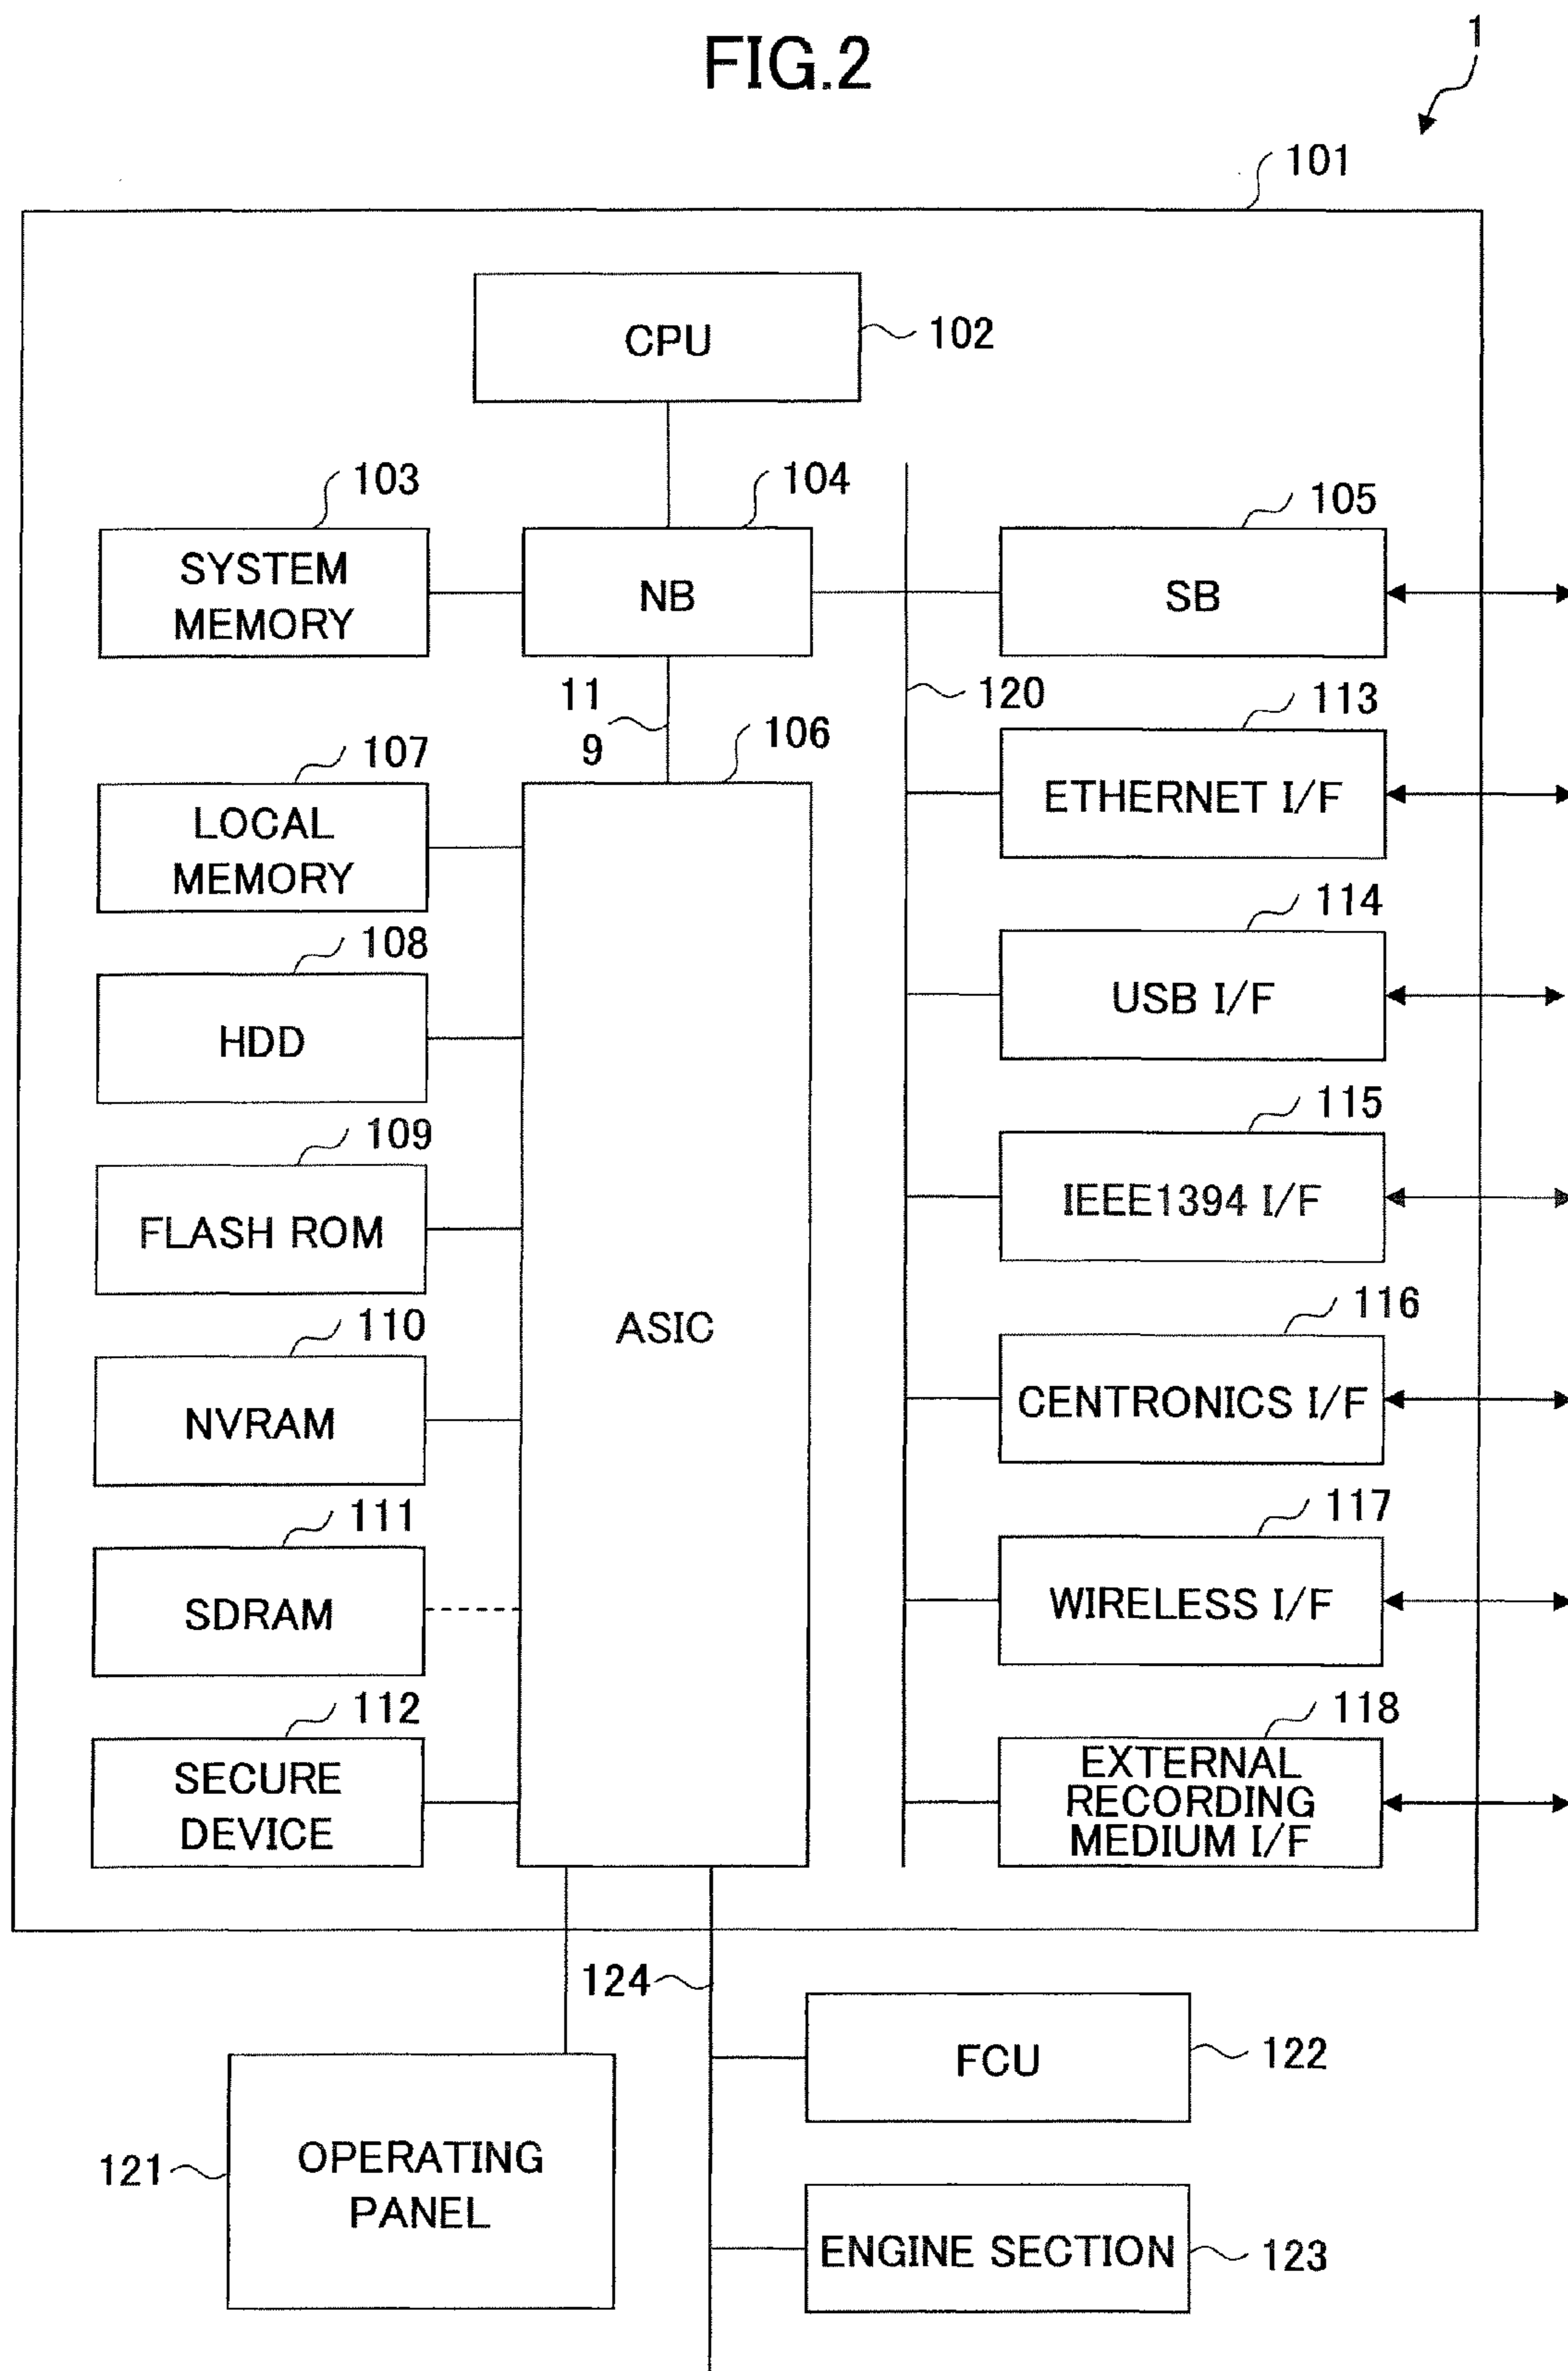 FIG.2
1
101
CPU
102
103
SYSTEM
MEMORY
104
NB
105
SB
120
11
9
106
ASIC
107
LOCAL
MEMORY
108
HDD
109
FLASH ROM
110
NVRAM
111
SDRAM
112
SECURE
DEVICE
113
ETHERNET I/F
114
USB I/F
115
IEEE1394 I/F
116
CENTRONICS I/F
117
WIRELESS I/F
118
EXTERNAL
RECORDING
MEDIUM I/F
124
FCU
122
121
OPERATING
PANEL
ENGINE SECTION
123